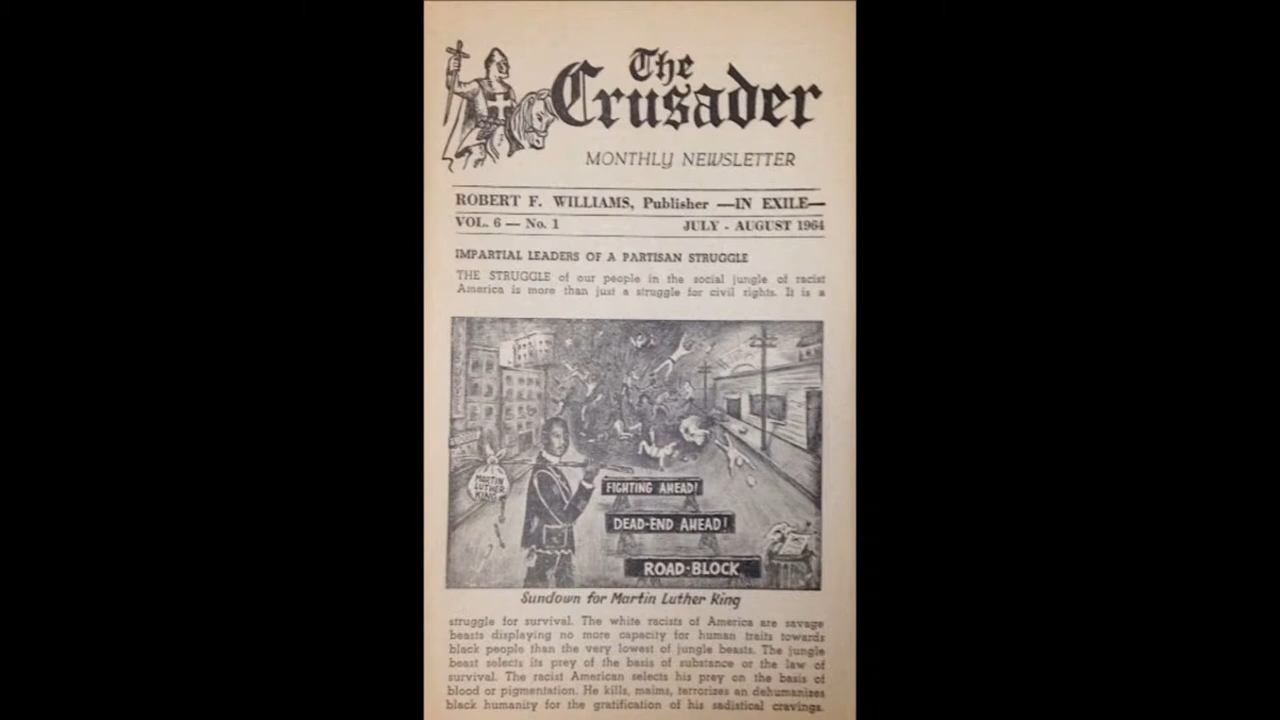 The
Crusader
MONTHLY NEWSLETTER
ROBERT F. WILLIAMS, Publisher —IN EXILE—
VOL. 6 — No. 1 JULY - AUGUST 1964
IMPARTIAL LEADERS OF A PARTISAN STRUGGLE
THE STRUGGLE of our people in the social jungle of racist
America is more than just a struggle for civil rights. It is a
MARTIN
LUTHER
KING
FIGHTING AHEAD!
DEAD-END AHEAD!
ROAD-BLOCK
Sundown for Martin Luther King
struggle for survival. The white racists of America are savage
beasts displaying no more capacity for human traits towards
black people than the very lowest of jungle beasts. The jungle
beast selects its prey of the basis of substance or the law of
survival. The racist American selects his prey on the basis of
blood or pigmentation. He kills, maims, terrorizes an dehumanizes
black humanity for the gratification of his sadistical cravings.